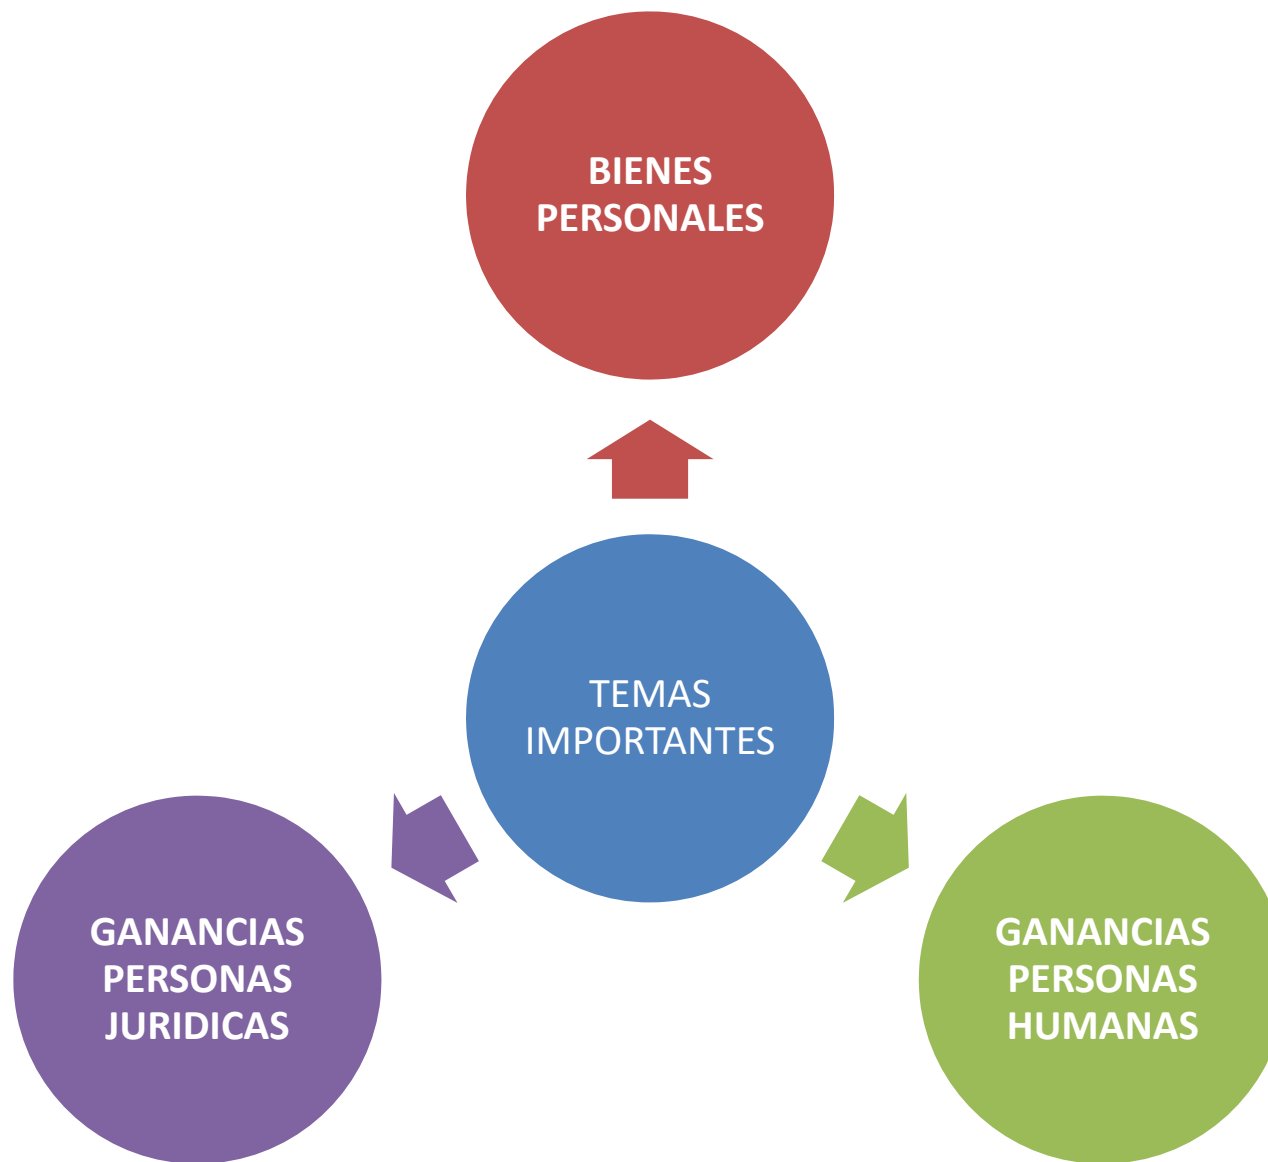 BIENES
PERSONALES
TEMAS
IMPORTANTES
GANANCIAS
PERSONAS
JURIDICAS
GANANCIAS
PERSONAS
HUMANAS